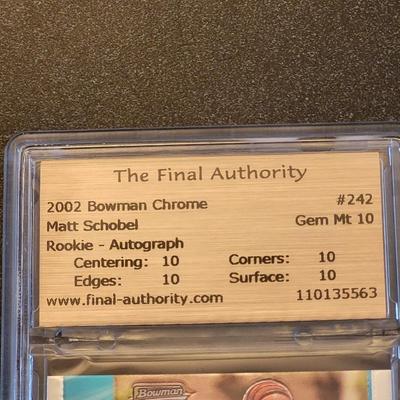 The Final Authority
2002 Bowman Chrome #242
Matt Schobel Gem Mt 10
Rookie - Autograph
Centering: 10 Corners: 10
Edges: 10 Surface: 10
www.final-authority.com 110135563
Bowman